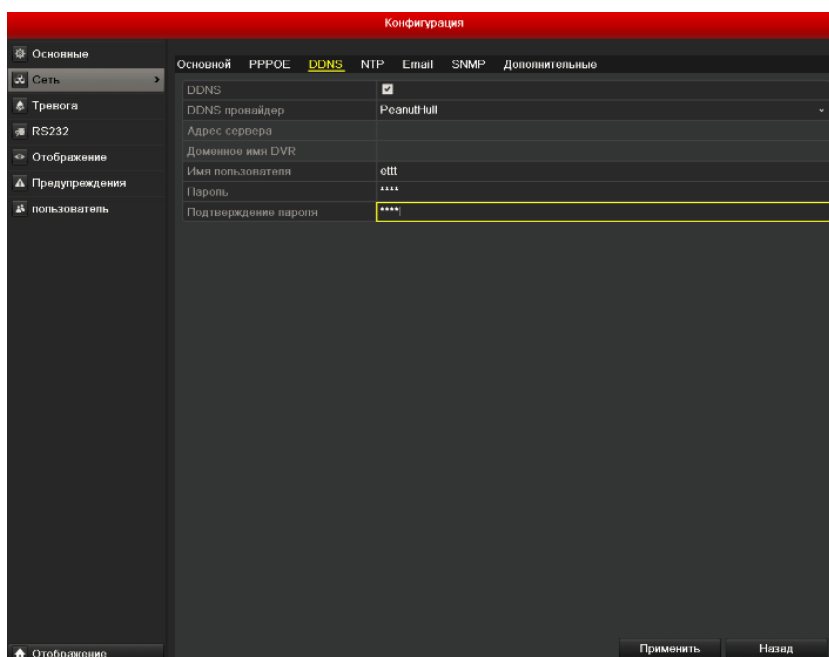 Конфигурация
Основные
Сеть
Тревога
RS232
Отображение
Предупреждения
пользователь
Отображение
Основной PPPOE DDNS NTP Email SNMP Дополнительные
DDNS
DDNS провайдер PeanutHull
Адрес сервера
Доменное имя DVR
Имя пользователя ettt
Пароль ****
Подтверждение пароля ****
Применить Назад